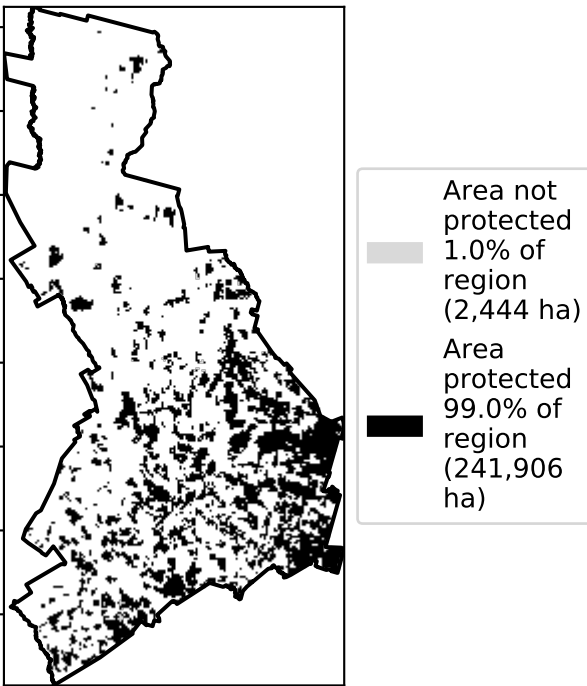 Area not
protected
1.0% of
region
(2,444 ha)
Area
protected
99.0% of
region
(241,906
ha)